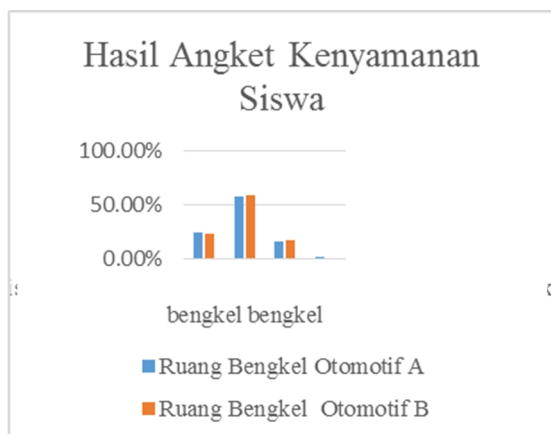 Hasil Angket Kenyamanan
Siswa
100.00%
50.00%
0.00%
bengkel bengkel
Ruang Bengkel Otomotif A
Ruang Bengkel Otomotif B